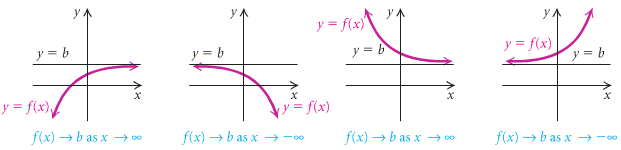 y
y = b
x
y = f(x)
f(x) → b as x → ∞
y
y = b
x
y = f(x)
f(x) → b as x → −∞
y
y = f(x)
y = b
x
f(x) → b as x → ∞
y
y = f(x)
y = b
x
f(x) → b as x → −∞